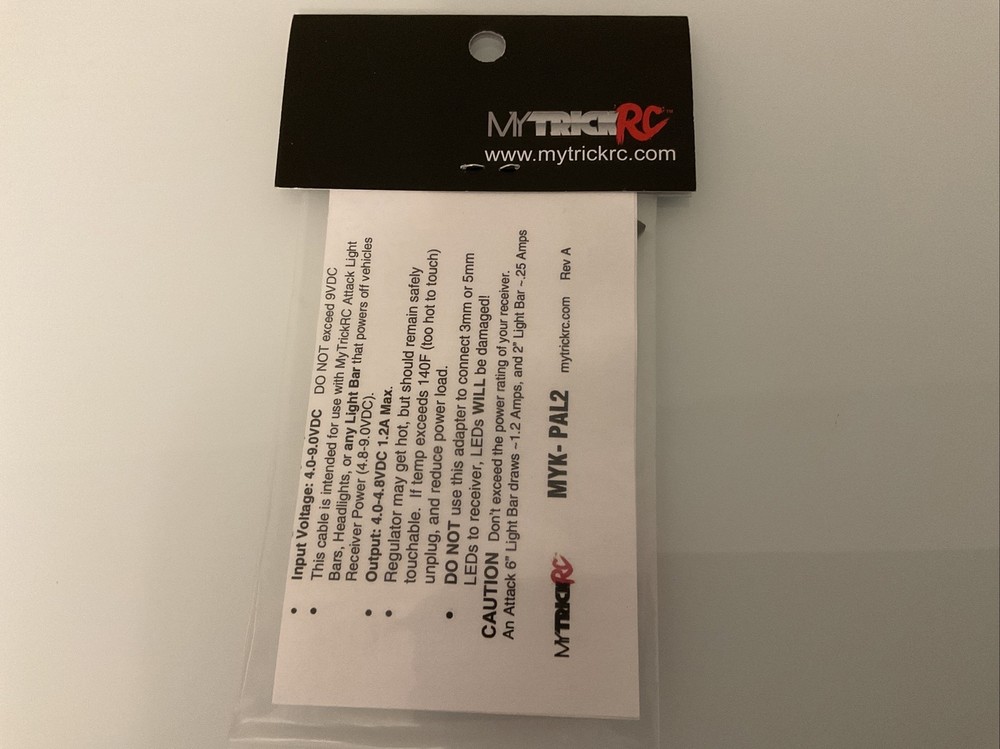 MYTRICKRC™
www.mytrickrc.com
• Input Voltage: 4.0-9.0VDC DO NOT exceed 9VDC
• This cable is intended for use with MyTrickRC Attack Light
Bars, Headlights, or any Light Bar that powers off vehicles
Receiver Power (4.8-9.0VDC).
• Output: 4.0-4.8VDC 1.2A Max.
• Regulator may get hot, but should remain safely
touchable. If temp exceeds 140F (too hot to touch)
unplug, and reduce power load.
• DO NOT use this adapter to connect 3mm or 5mm
LEDs to receiver, LEDs WILL be damaged!
CAUTION Don't exceed the power rating of your receiver.
An Attack 6" Light Bar draws ~1.2 Amps, and 2" Light Bar ~.25 Amps
MYTRICKRC MYK- PAL2 mytrickrc.com Rev A